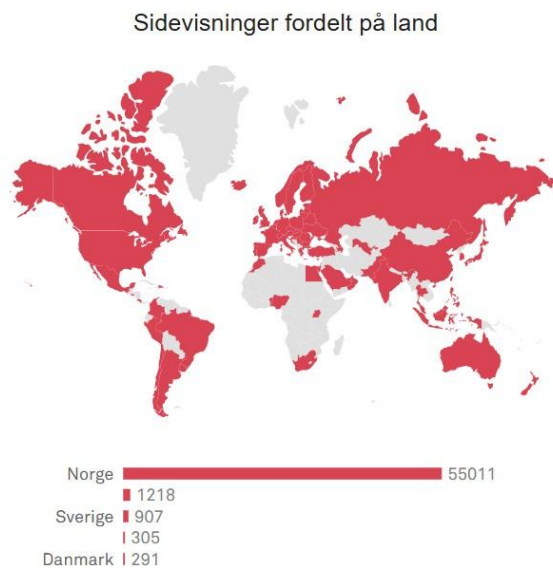 Sidevisninger fordelt på land
Norge 55011
1218
Sverige 907
305
Danmark 291